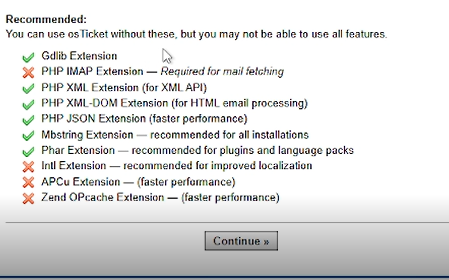 Recommended:
You can use osTicket without these, but you may not be able to use all features.
Gdlib Extension
PHP IMAP Extension — Required for mail fetching
PHP XML Extension (for XML API)
PHP XML-DOM Extension (for HTML email processing)
PHP JSON Extension (faster performance)
Mbstring Extension — recommended for all installations
Phar Extension — recommended for plugins and language packs
Intl Extension — recommended for improved localization
APCu Extension — (faster performance)
Zend OPcache Extension — (faster performance)
Continue »